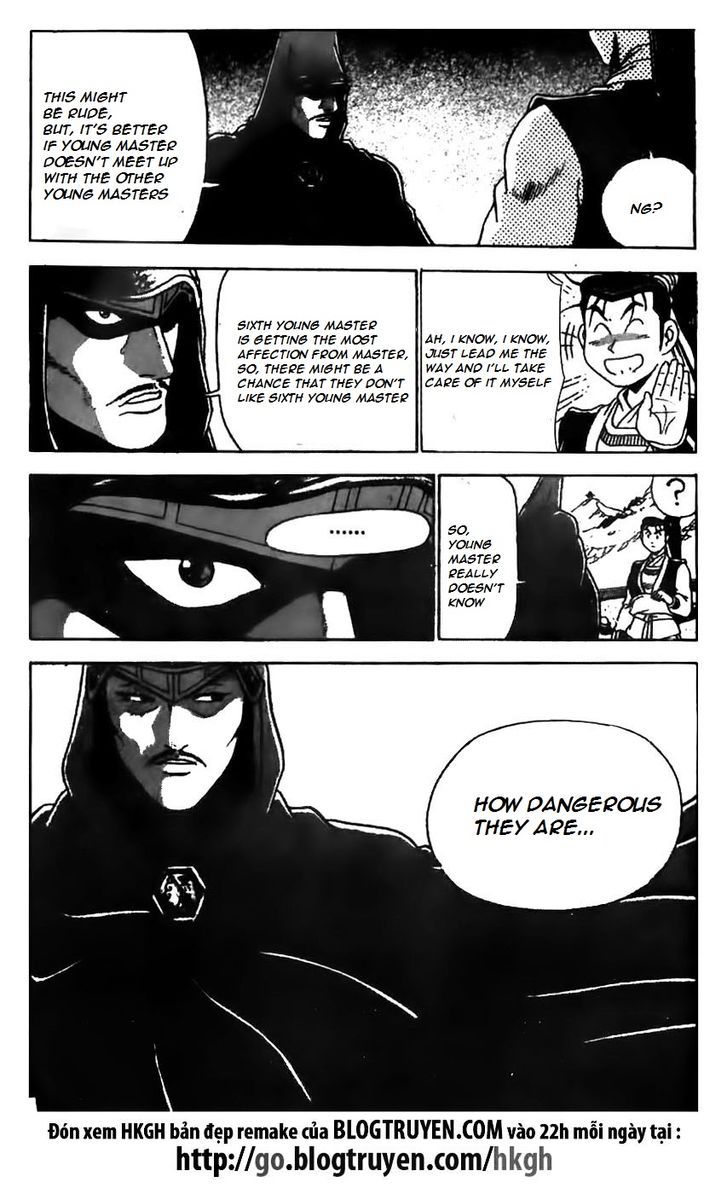 THIS MIGHT
BE RUDE,
BUT, IT'S BETTER
IF YOUNG MASTER
DOESN'T MEET UP
WITH THE OTHER
YOUNG MASTERS
NG?
SIXTH YOUNG MASTER
IS GETTING THE MOST
AFFECTION FROM MASTER,
SO, THERE MIGHT BE A
CHANCE THAT THEY DON'T
LIKE SIXTH YOUNG MASTER
AH, I KNOW, I KNOW,
JUST LEAD ME THE
WAY AND I'LL TAKE
CARE OF IT MYSELF
......
SO,
YOUNG
MASTER
REALLY
DOESN'T
KNOW
?
HOW DANGEROUS
THEY ARE...
Đón xem HKGH bản đẹp remake của BLOGTRUYEN.COM vào 22h mỗi ngày tại :
http://go.blogtruyen.com/hkgh